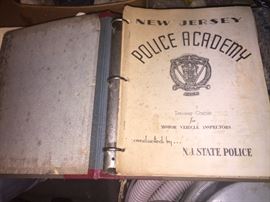 NEW JERSEY
POLICE ACADEMY
Training Course
for
MOTOR VEHICLE INSPECTORS
conducted by...
N.J. STATE POLICE